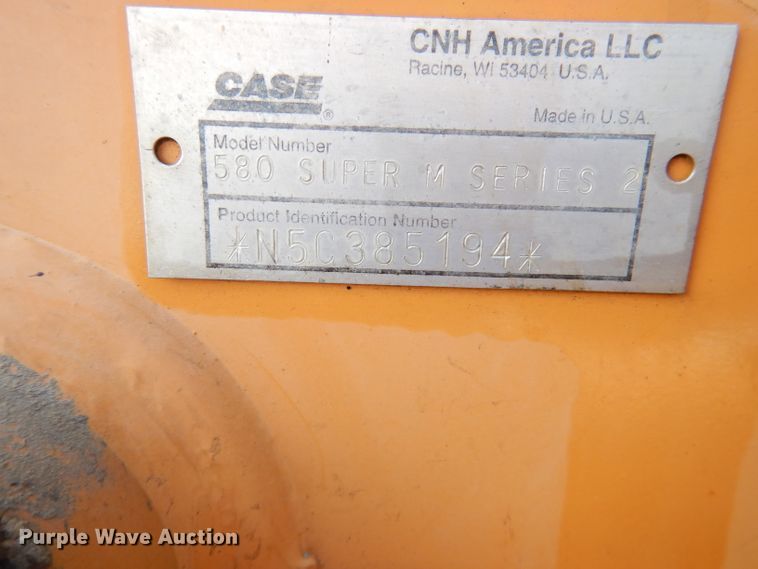 CNH America LLC
Racine, WI 53404 U.S.A.
CASE ®
Made in U.S.A.
Model Number
580 SUPER M SERIES 2
Product Identification Number
*N5C385194*
Purple Wave Auction